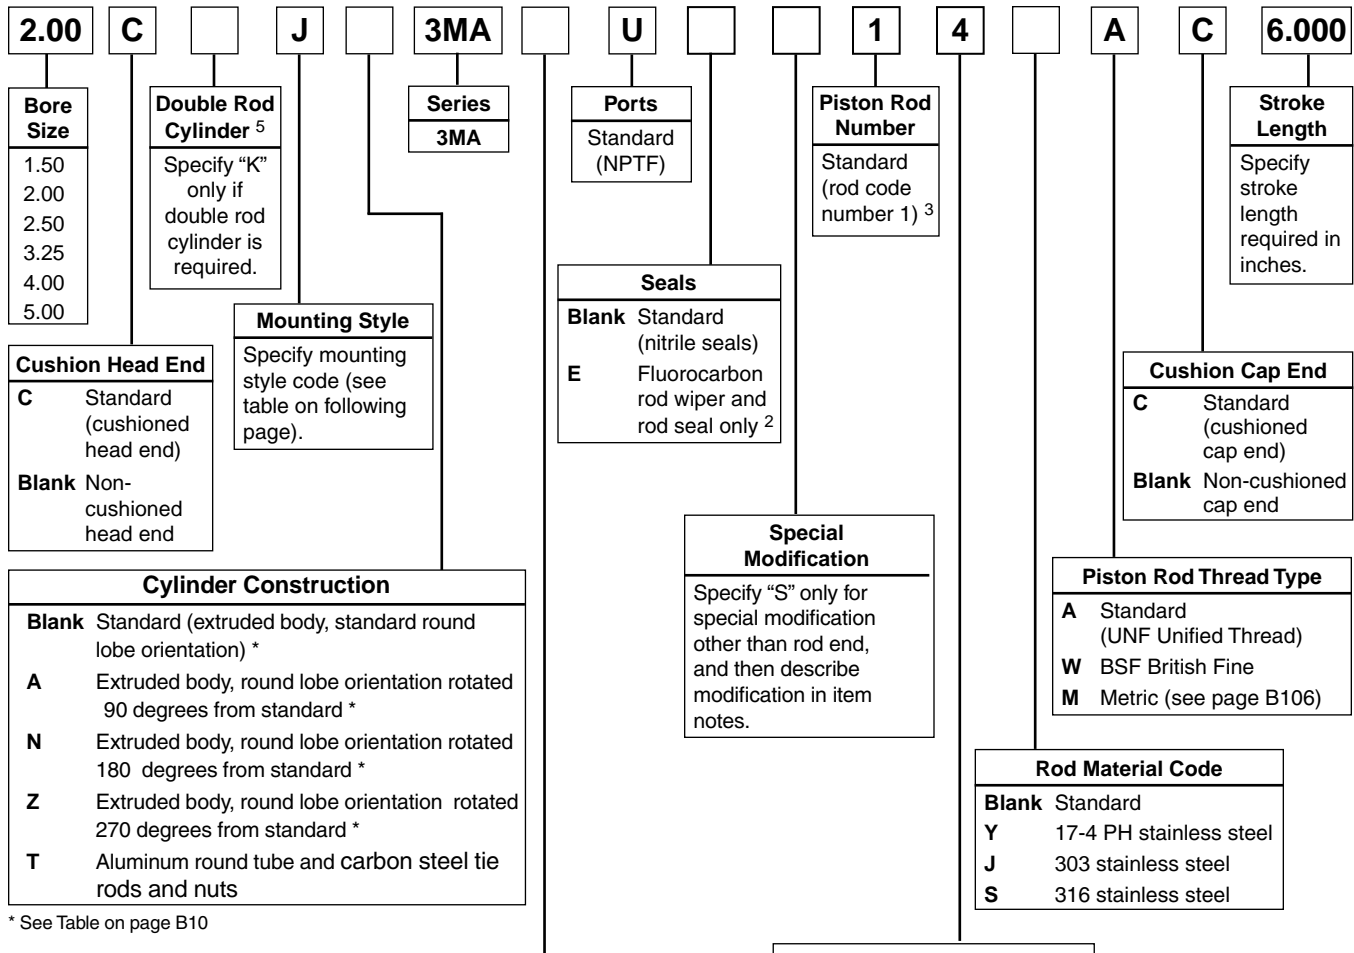 2.00 C J 3MA U 1 4 A C 6.000
Bore
Size
1.50
2.00
2.50
3.25
4.00
5.00
Double Rod
Cylinder 5
Specify “K”
only if
double rod
cylinder is
required.
Series
3MA
Ports
Standard
(NPTF)
Piston Rod
Number
Standard
(rod code
number 1) 3
Stroke
Length
Specify
stroke
length
required in
inches.
Cushion Head End
C Standard
(cushioned
head end)
Blank Non-
cushioned
head end
Mounting Style
Specify mounting
style code (see
table on following
page).
Seals
Blank Standard
(nitrile seals)
E Fluorocarbon
rod wiper and
rod seal only 2
Cushion Cap End
C Standard
(cushioned
cap end)
Blank Non-cushioned
cap end
Cylinder Construction
Blank Standard (extruded body, standard round
lobe orientation) *
A Extruded body, round lobe orientation rotated
90 degrees from standard *
N Extruded body, round lobe orientation rotated
180 degrees from standard *
Z Extruded body, round lobe orientation rotated
270 degrees from standard *
T Aluminum round tube and carbon steel tie
rods and nuts
* See Table on page B10
Special
Modification
Specify “S” only for
special modification
other than rod end,
and then describe
modification in item
notes.
Piston Rod Thread Type
A Standard
(UNF Unified Thread)
W BSF British Fine
M Metric (see page B106)
Rod Material Code
Blank Standard
Y 17-4 PH stainless steel
J 303 stainless steel
S 316 stainless steel